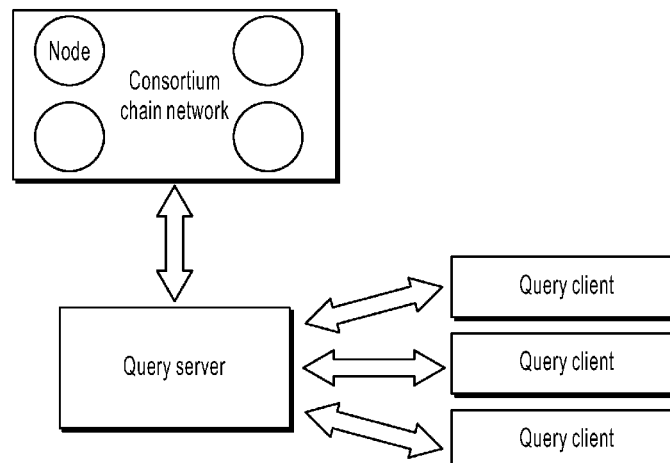 Node
Consortium
chain network
Query server
Query client
Query client
Query client